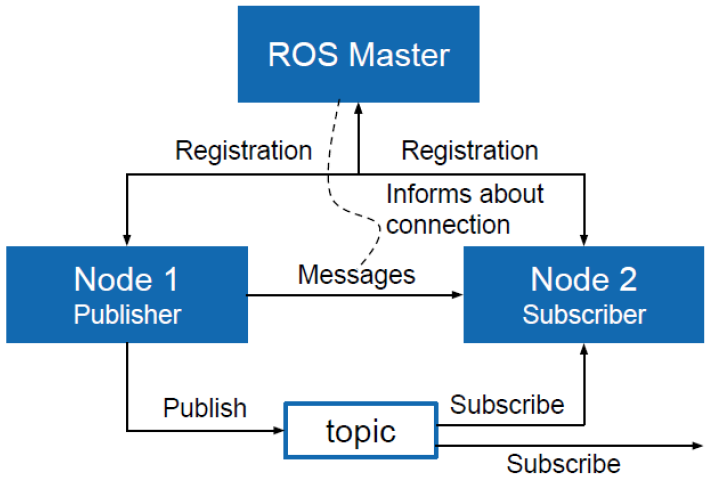 ROS Master
Registration
Registration
Informs about
connection
Node 1
Publisher
Messages
Node 2
Subscriber
Publish
topic
Subscribe
Subscribe